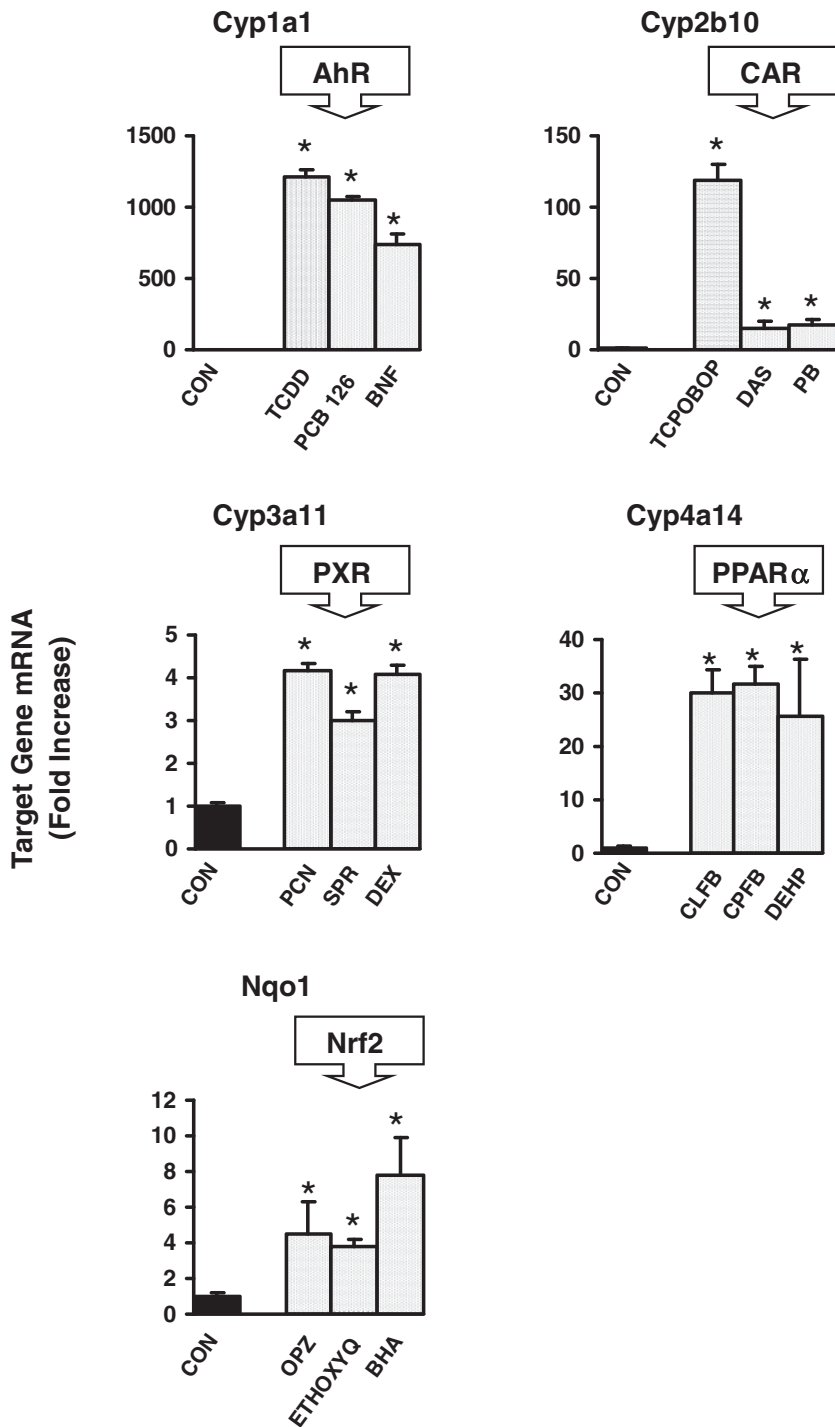 Cyp1a1
AhR
1500
1000
500
0
* * *
CON
TCDD
PCB 126
BNF
Cyp2b10
CAR
150
100
50
0
* * *
CON
TCPOBOP
DAS
PB
Target Gene mRNA
(Fold Increase)
Cyp3a11
PXR
5
4
3
2
1
0
* * *
CON
PCN
SPR
DEX
Cyp4a14
PPARα
40
30
20
10
0
* * *
CON
CLFB
CPFB
DEHP
Nqo1
Nrf2
12
10
8
6
4
2
0
* * *
CON
OPZ
ETHOXYQ
BHA